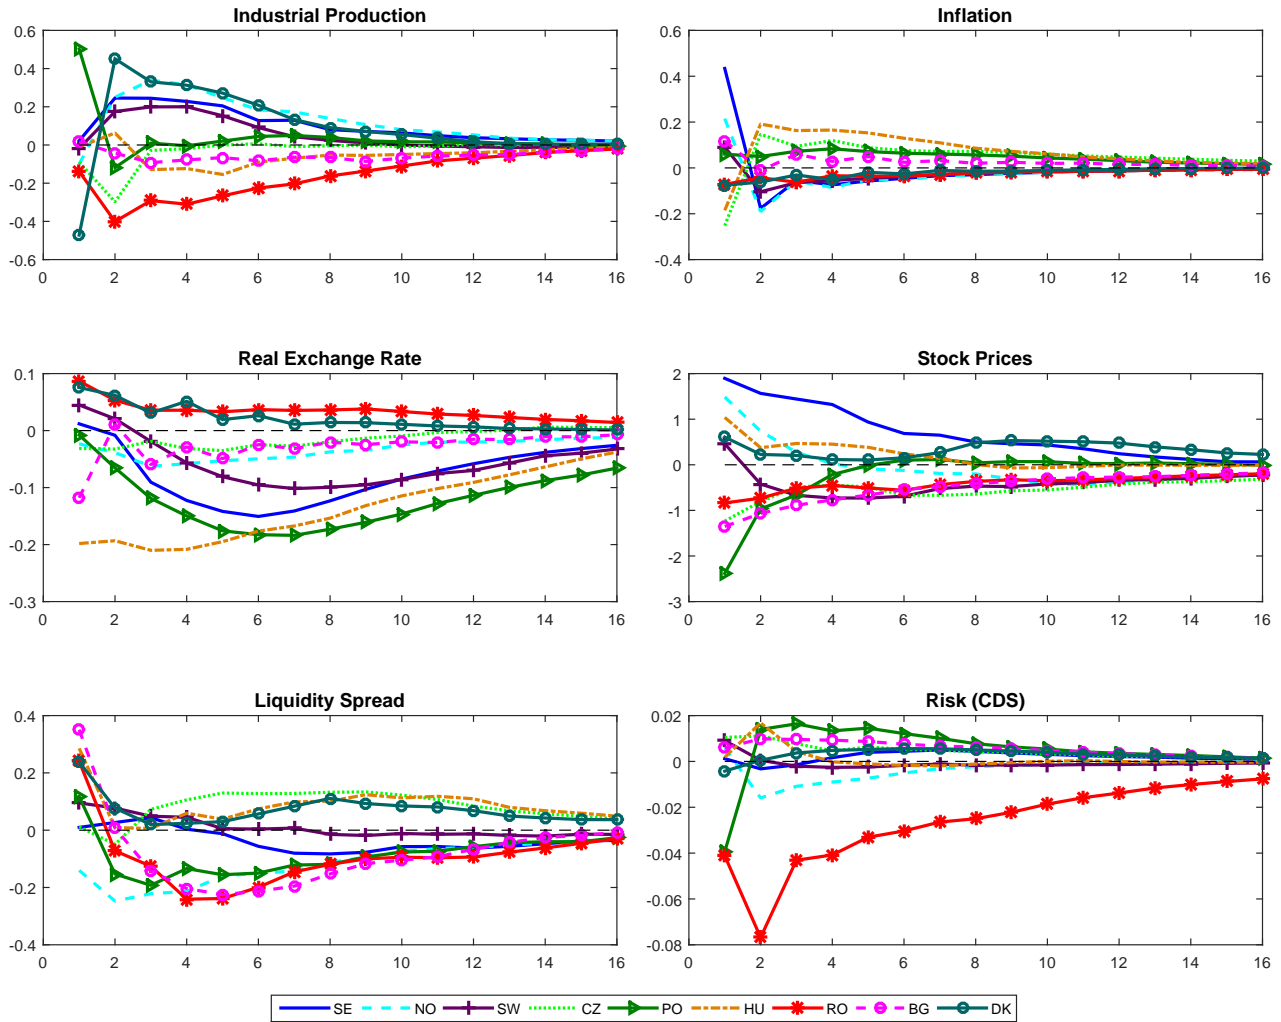 Industrial Production
0.6
0.4
0.2
0
-0.2
-0.4
-0.6
0 2 4 6 8 10 12 14 16
Inflation
0.6
0.4
0.2
0
-0.2
-0.4
0 2 4 6 8 10 12 14 16
Real Exchange Rate
0.1
0
-0.1
-0.2
-0.3
0 2 4 6 8 10 12 14 16
Stock Prices
2
1
0
-1
-2
-3
0 2 4 6 8 10 12 14 16
Liquidity Spread
0.4
0.2
0
-0.2
-0.4
0 2 4 6 8 10 12 14 16
Risk (CDS)
0.02
0
-0.02
-0.04
-0.06
-0.08
0 2 4 6 8 10 12 14 16
SE NO SW CZ PO HU RO BG DK